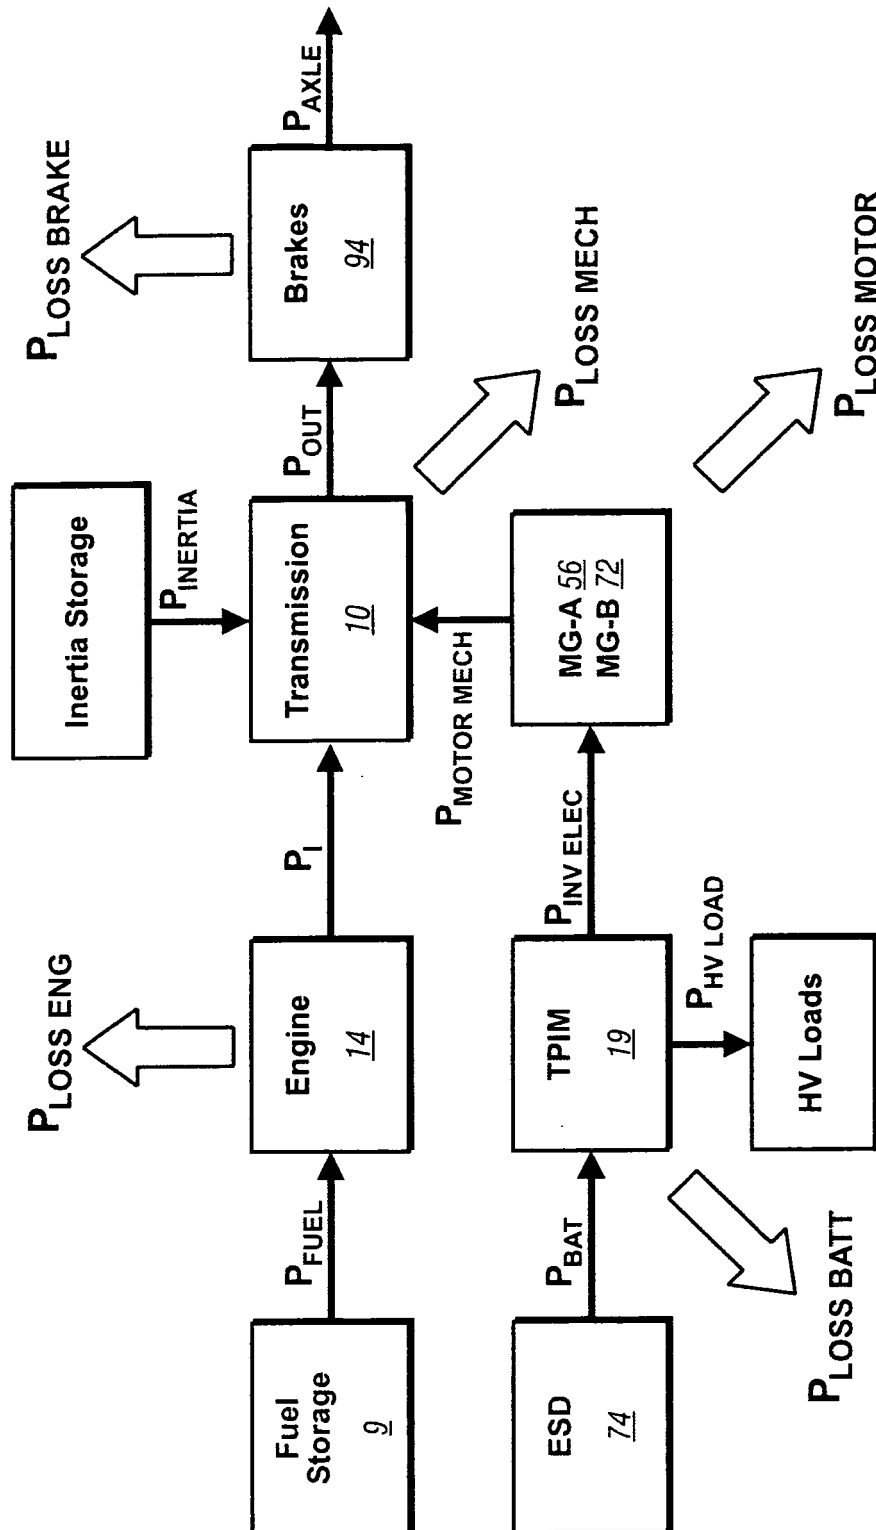 PLOSS ENG
PLOSS BRAKE
Inertia Storage
PINERTIA
Fuel
Storage
9
PFUEL
Engine
14
PI
Transmission
10
POUT
Brakes
94
PAXLE
PMOTOR MECH
PLOSS MECH
ESD
74
PBAT
TPIM
19
PINV ELEC
MG-A 56
MG-B 72
PHV LOAD
HV Loads
PLOSS BATT
PLOSS MOTOR